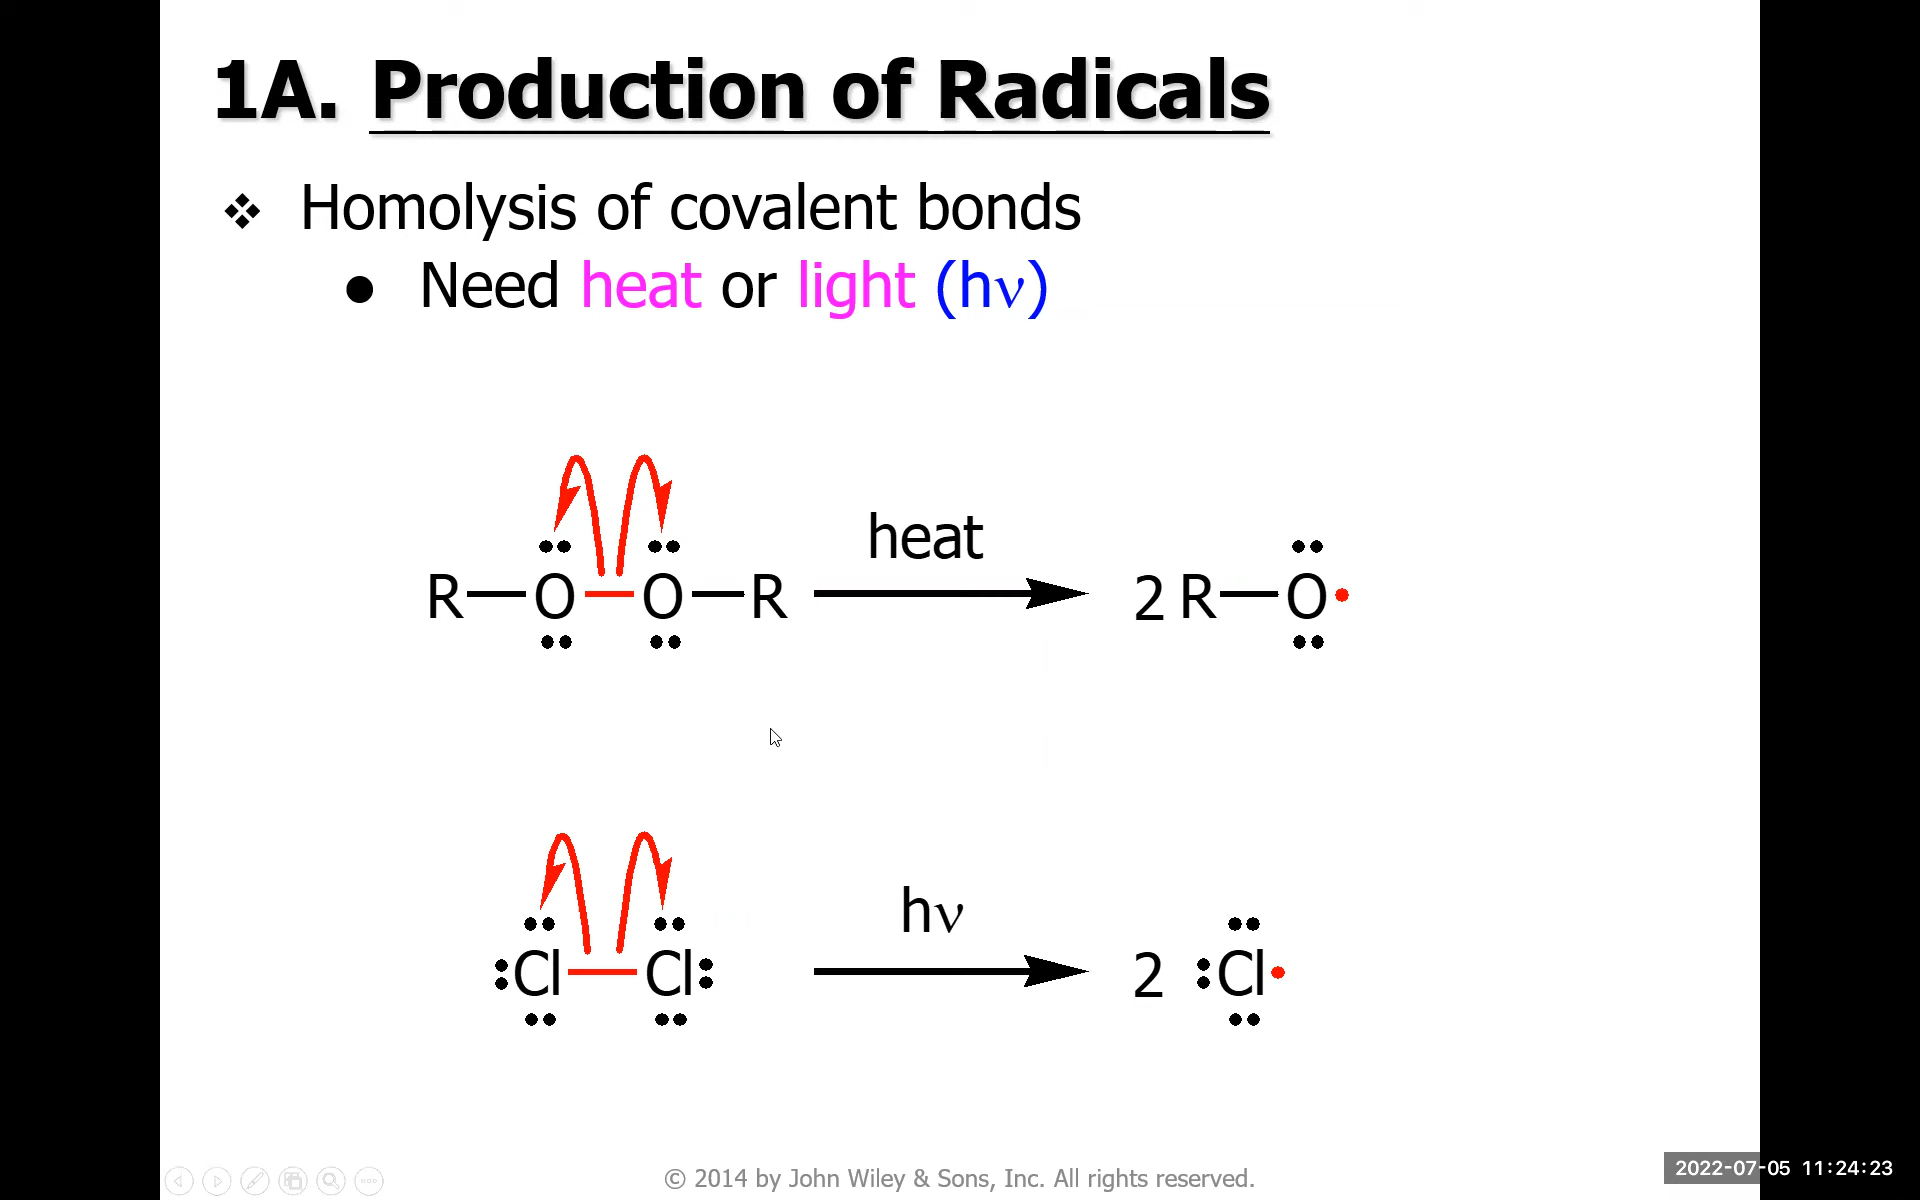 1A. Production of Radicals
❖ Homolysis of covalent bonds
● Need heat or light (hν)
heat
R—O—O—R
2 R—O•
hν
:Cl—Cl:
2 :Cl•
© 2014 by John Wiley & Sons, Inc. All rights reserved.
2022-07-05 11:24:23